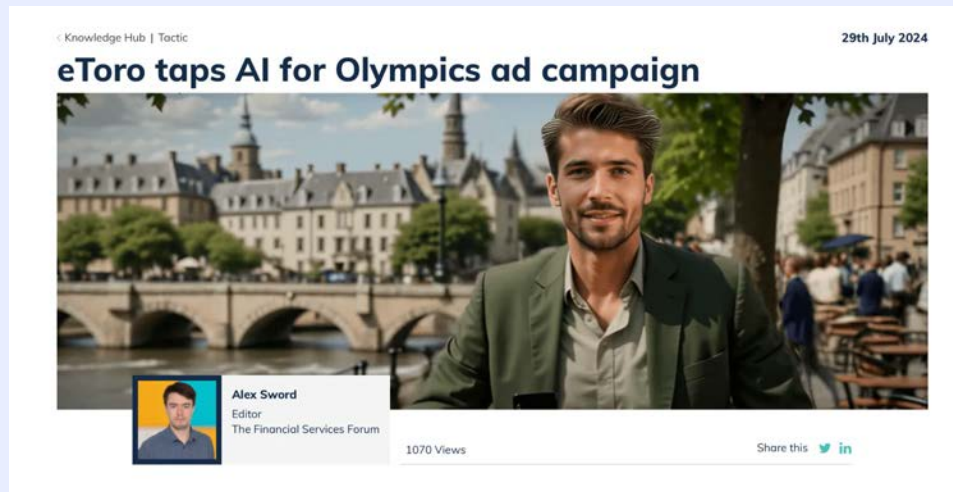 < Knowledge Hub | Tactic
29th July 2024
eToro taps AI for Olympics ad campaign
Alex Sword
Editor
The Financial Services Forum
1070 Views
Share this
in